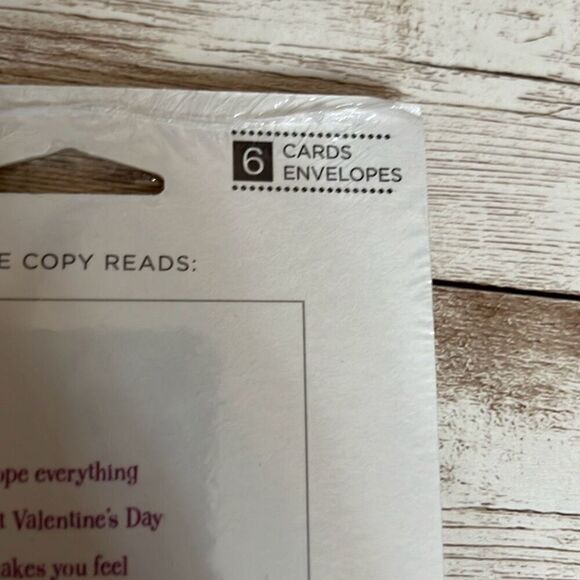 6 CARDS
ENVELOPES
E COPY READS:
ope everything
t Valentine's Day
akes you feel